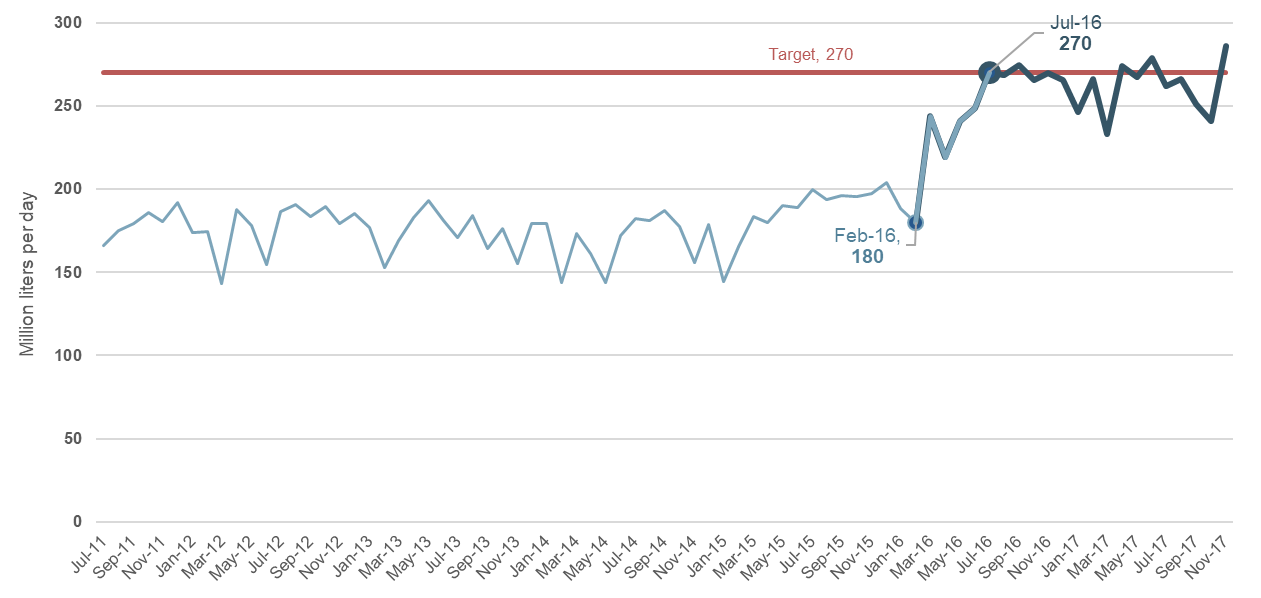 300
Jul-16
270
Target, 270
250
200
Feb-16,
180
150
100
50
0
Million liters per day
Jul-11
Sep-11
Nov-11
Jan-12
Mar-12
May-12
Jul-12
Sep-12
Nov-12
Jan-13
Mar-13
May-13
Jul-13
Sep-13
Nov-13
Jan-14
Mar-14
May-14
Jul-14
Sep-14
Nov-14
Jan-15
Mar-15
May-15
Jul-15
Sep-15
Nov-15
Jan-16
Mar-16
May-16
Jul-16
Sep-16
Nov-16
Jan-17
Mar-17
May-17
Jul-17
Sep-17
Nov-17